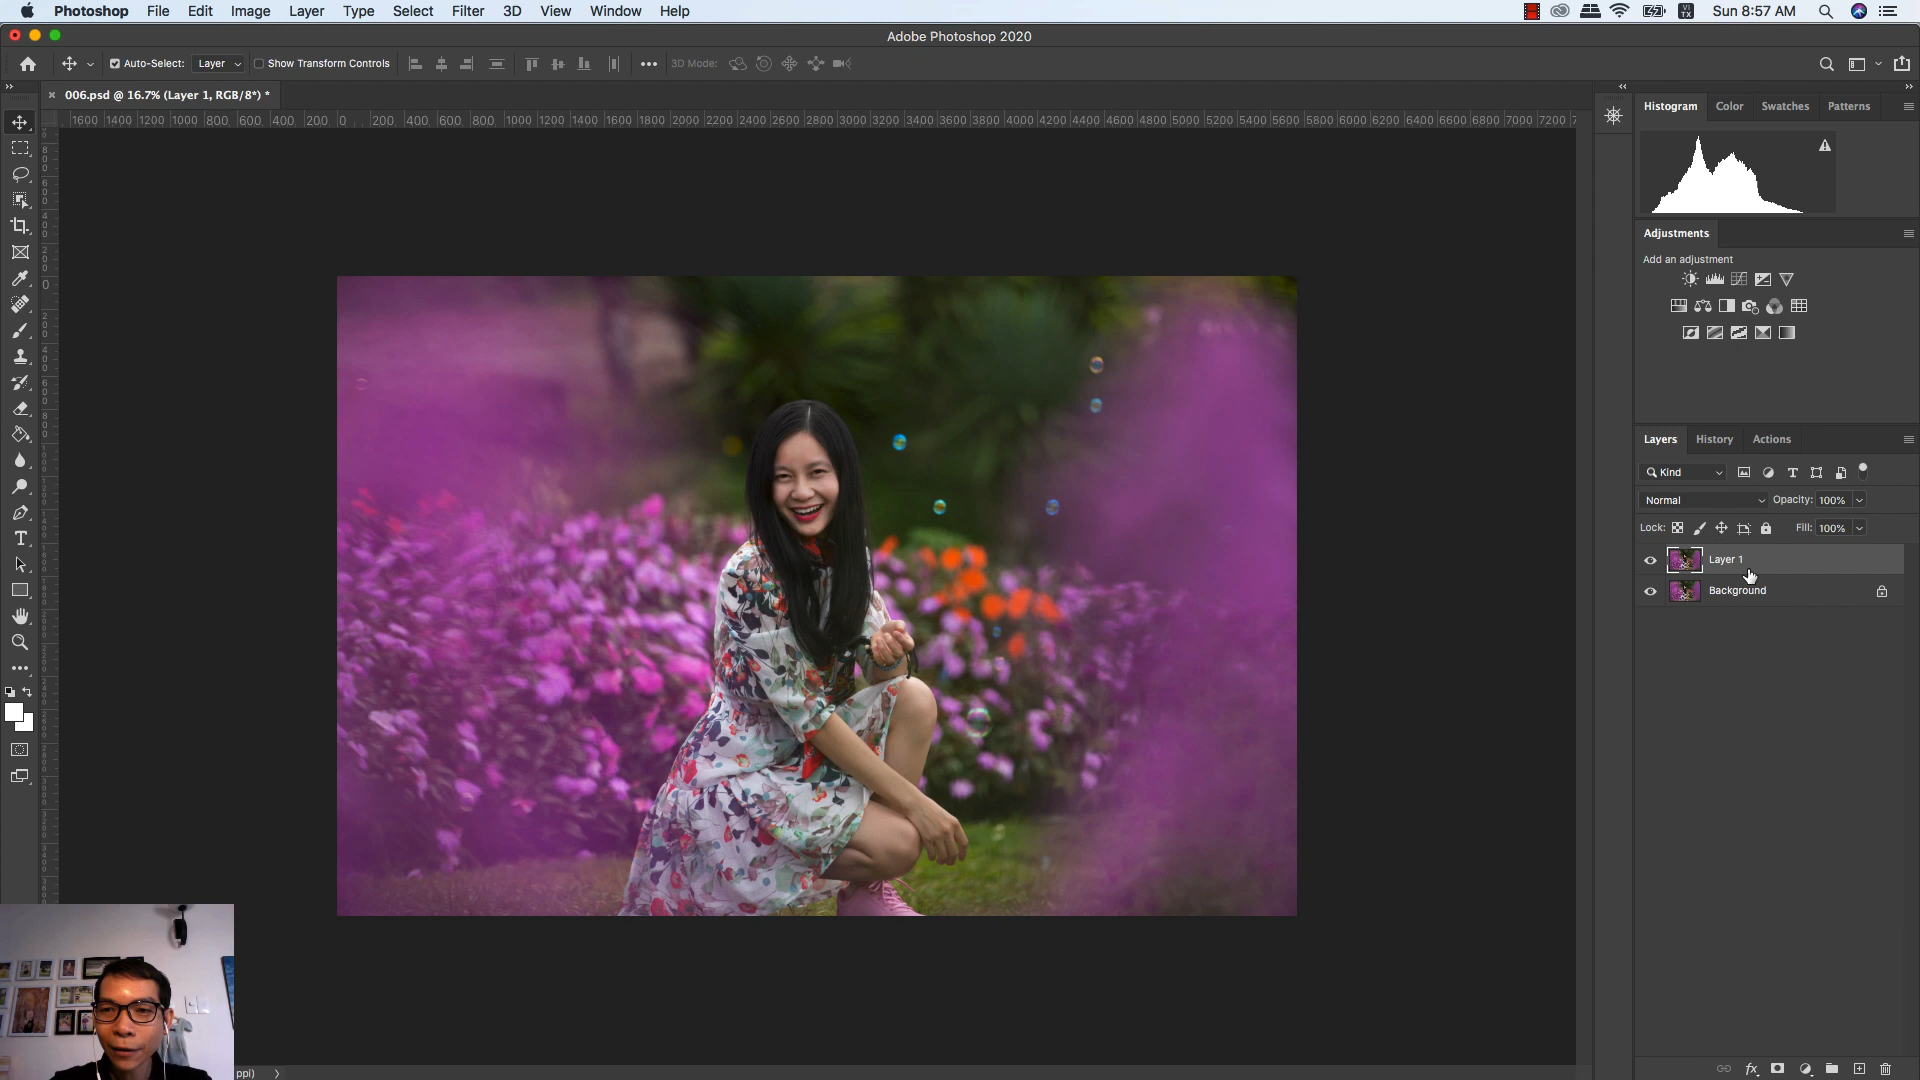 Photoshop File Edit Image Layer Type Select Filter 3D View Window Help
VI TX Sun 8:57 AM
Adobe Photoshop 2020
Auto-Select: Layer Show Transform Controls 3D Mode:
006.psd @ 16.7% (Layer 1, RGB/8*) *
1600 1400 1200 1000 800 600 400 200 0 200 400 600 800 1000 1200 1400 1600 1800 2000 2200 2400 2600 2800 3000 3200 3400 3600 3800 4000 4200 4400 4600 4800 5000 5200 5400 5600 5800 6000 6200 6400 6600 6800 7000 7200
Histogram Color Swatches Patterns
Adjustments
Add an adjustment
Layers History Actions
Kind
Normal Opacity: 100%
Lock: Fill: 100%
Layer 1
Background
ppi)